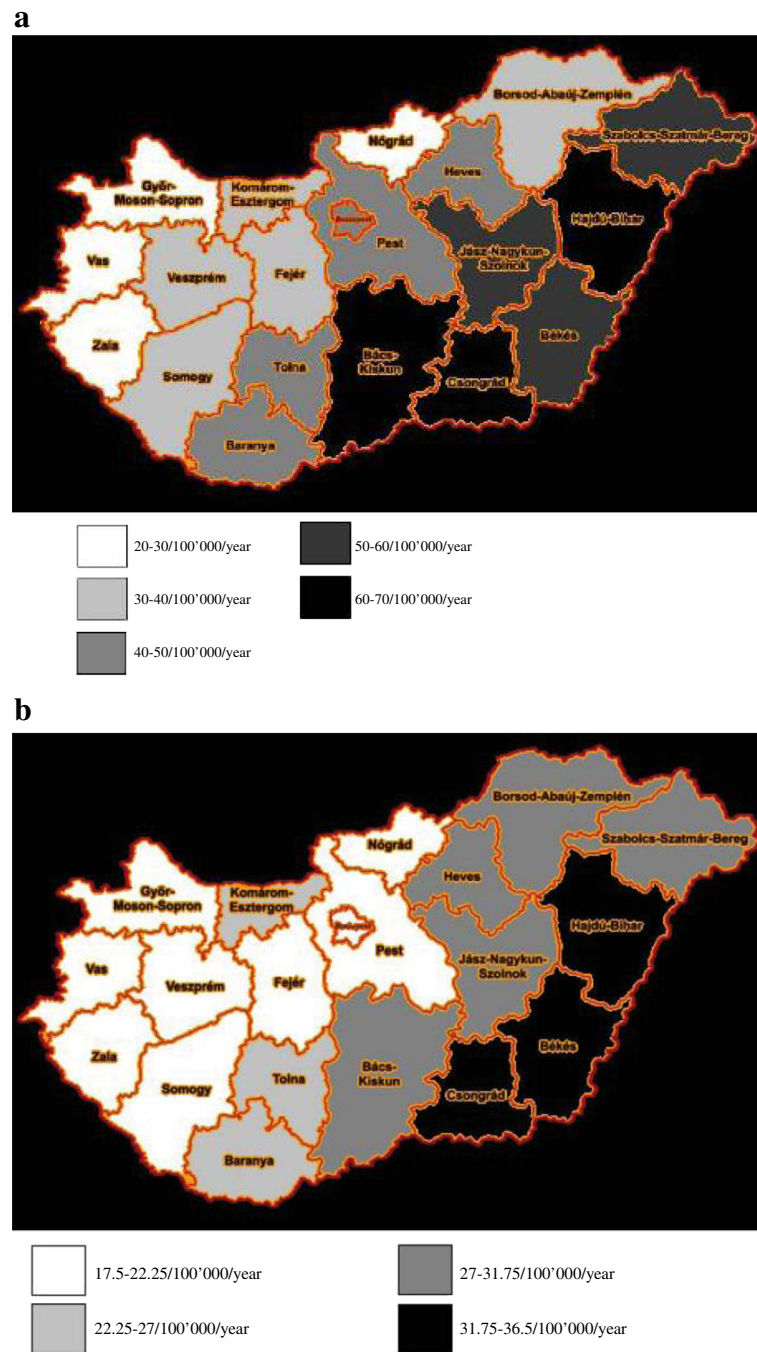 a
Borsod-Abaúj-Zemplén
Szabolcs-Szatmár-Bereg
Nógrád
Heves
Győr-
Moson-Sopron
Komárom-
Esztergom
Budapest
Pest
Hajdú-Bihar
Vas
Veszprém
Fejér
Jász-Nagykun-
Szolnok
Zala
Somogy
Tolna
Bács-
Kiskun
Csongrád
Békés
Baranya
20-30/100’000/year
50-60/100’000/year
30-40/100’000/year
60-70/100’000/year
40-50/100’000/year
b
Borsod-Abaúj-Zemplén
Szabolcs-Szatmár-Bereg
Nógrád
Heves
Győr-
Moson-Sopron
Komárom-
Esztergom
Budapest
Pest
Hajdú-Bihar
Vas
Veszprém
Fejér
Jász-Nagykun-
Szolnok
Zala
Somogy
Tolna
Bács-
Kiskun
Csongrád
Békés
Baranya
17.5-22.25/100’000/year
27-31.75/100’000/year
22.25-27/100’000/year
31.75-36.5/100’000/year